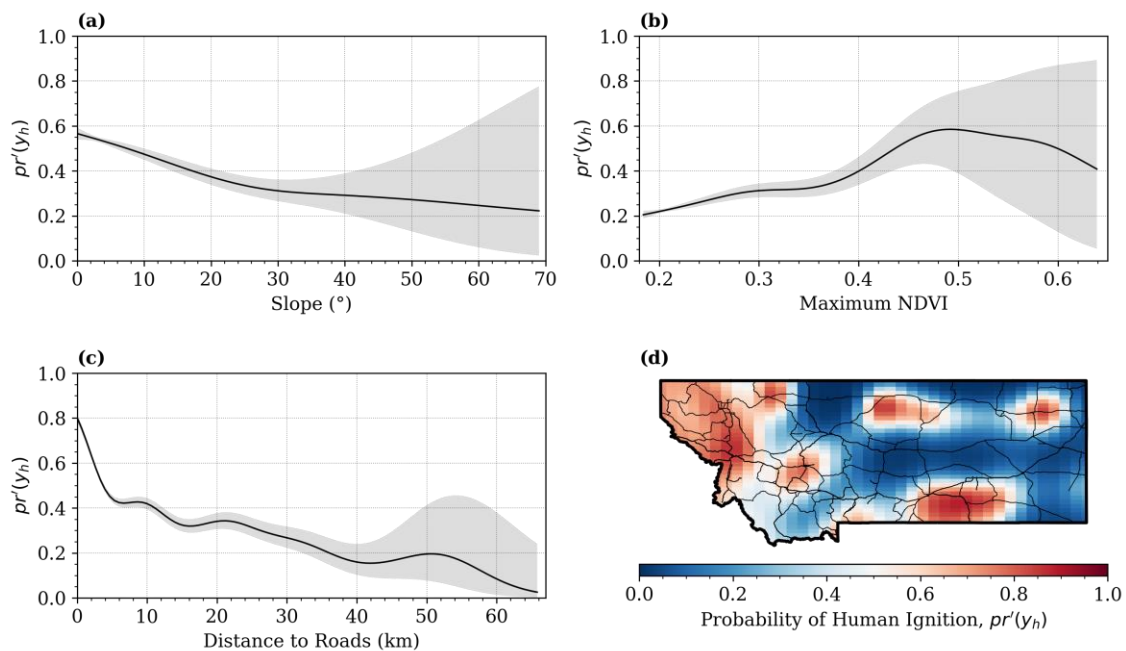 (a)
1.0
0.8
0.6
0.4
0.2
0.0
pr′(y_h)
0 10 20 30 40 50 60 70
Slope (°)
(b)
1.0
0.8
0.6
0.4
0.2
0.0
pr′(y_h)
0.2 0.3 0.4 0.5 0.6
Maximum NDVI
(c)
1.0
0.8
0.6
0.4
0.2
0.0
pr′(y_h)
0 10 20 30 40 50 60
Distance to Roads (km)
(d)
0.0 0.2 0.4 0.6 0.8 1.0
Probability of Human Ignition, pr′(y_h)